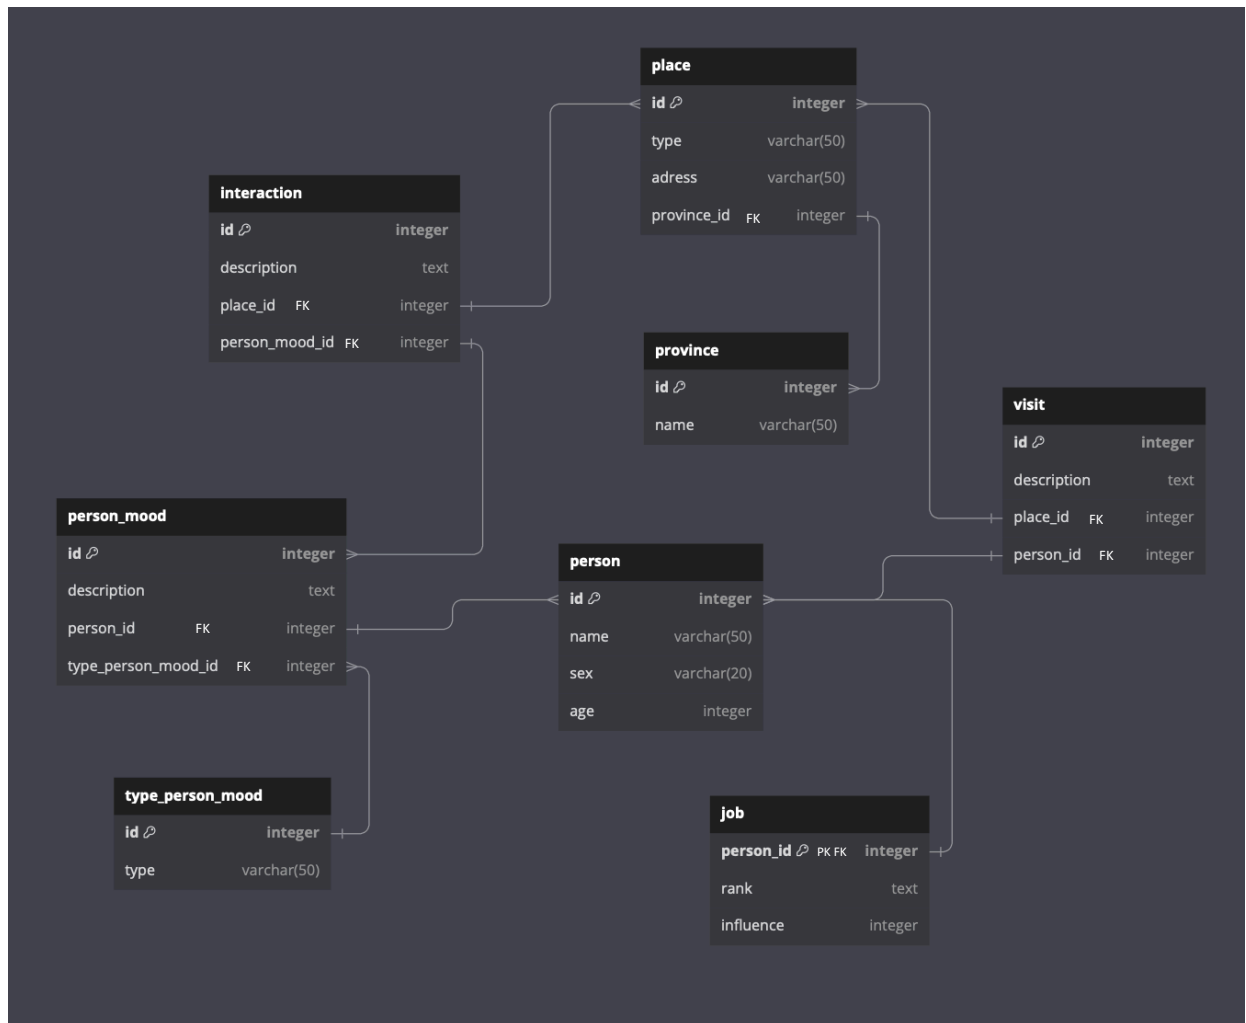 place
id integer
type varchar(50)
adress varchar(50)
province_id FK integer
interaction
id integer
description text
place_id FK integer
person_mood_id FK integer
province
id integer
name varchar(50)
visit
id integer
description text
place_id FK integer
person_id FK integer
person_mood
id integer
description text
person_id FK integer
type_person_mood_id FK integer
person
id integer
name varchar(50)
sex varchar(20)
age integer
type_person_mood
id integer
type varchar(50)
job
person_id PK FK integer
rank text
influence integer